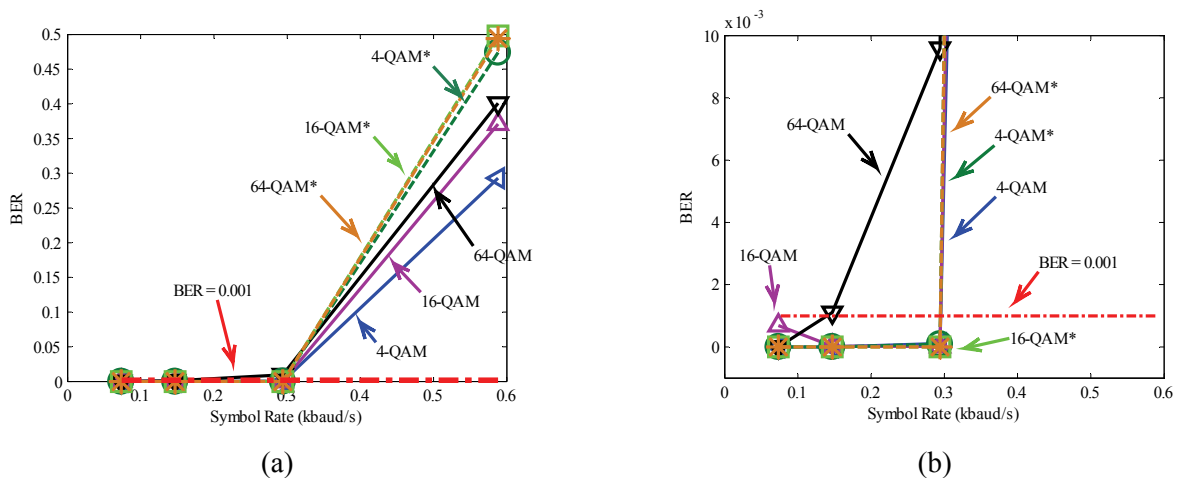 0.5
0.45
0.4
0.35
0.3
0.25
0.2
0.15
0.1
0.05
0
BER
0 0.1 0.2 0.3 0.4 0.5 0.6
Symbol Rate (kbaud/s)
4-QAM*
16-QAM*
64-QAM*
BER = 0.001
64-QAM
16-QAM
4-QAM
(a)
x 10⁻³
10
8
6
4
2
0
BER
0 0.1 0.2 0.3 0.4 0.5 0.6
Symbol Rate (kbaud/s)
64-QAM
64-QAM*
4-QAM*
4-QAM
16-QAM
BER = 0.001
16-QAM*
(b)